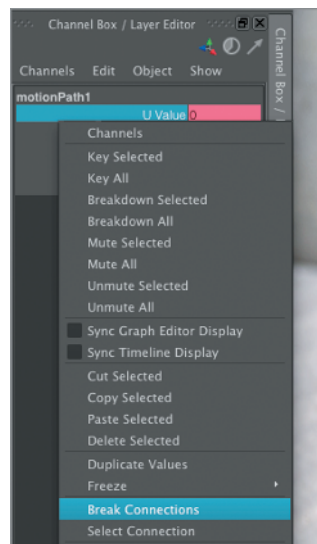 Channel Box / Layer Editor
Channels Edit Object Show
motionPath1
U Value 0
Channels
Key Selected
Key All
Breakdown Selected
Breakdown All
Mute Selected
Mute All
Unmute Selected
Unmute All
Sync Graph Editor Display
Sync Timeline Display
Cut Selected
Copy Selected
Paste Selected
Delete Selected
Duplicate Values
Freeze
Break Connections
Select Connection
Channel Box /